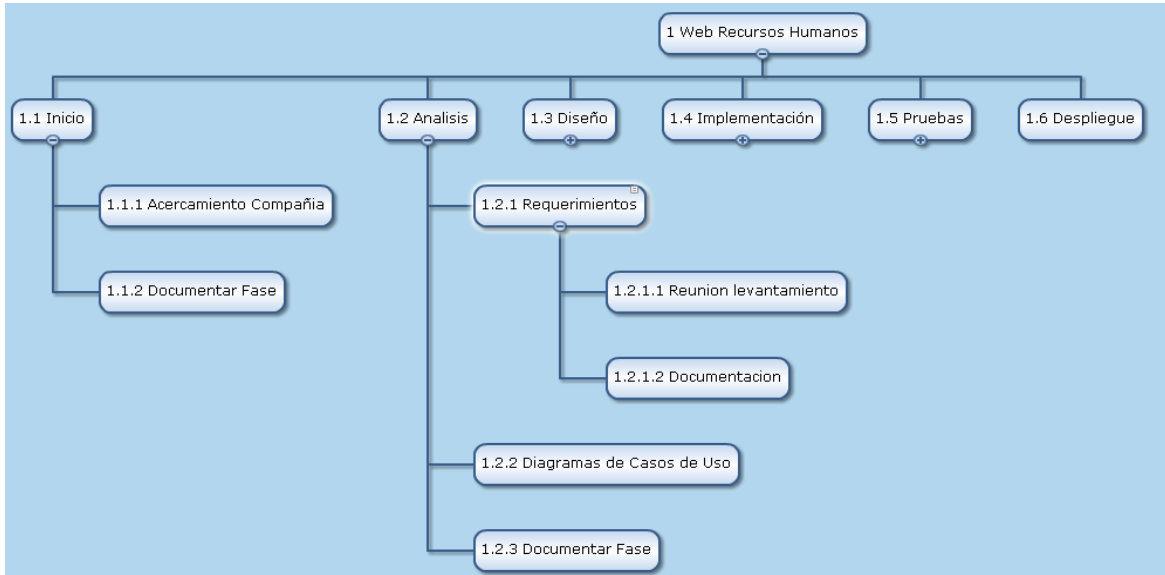 1 Web Recursos Humanos
1.1 Inicio
1.2 Analisis
1.3 Diseño
1.4 Implementación
1.5 Pruebas
1.6 Despliegue
1.1.1 Acercamiento Compañia
1.2.1 Requerimientos
1.1.2 Documentar Fase
1.2.1.1 Reunion levantamiento
1.2.1.2 Documentacion
1.2.2 Diagramas de Casos de Uso
1.2.3 Documentar Fase